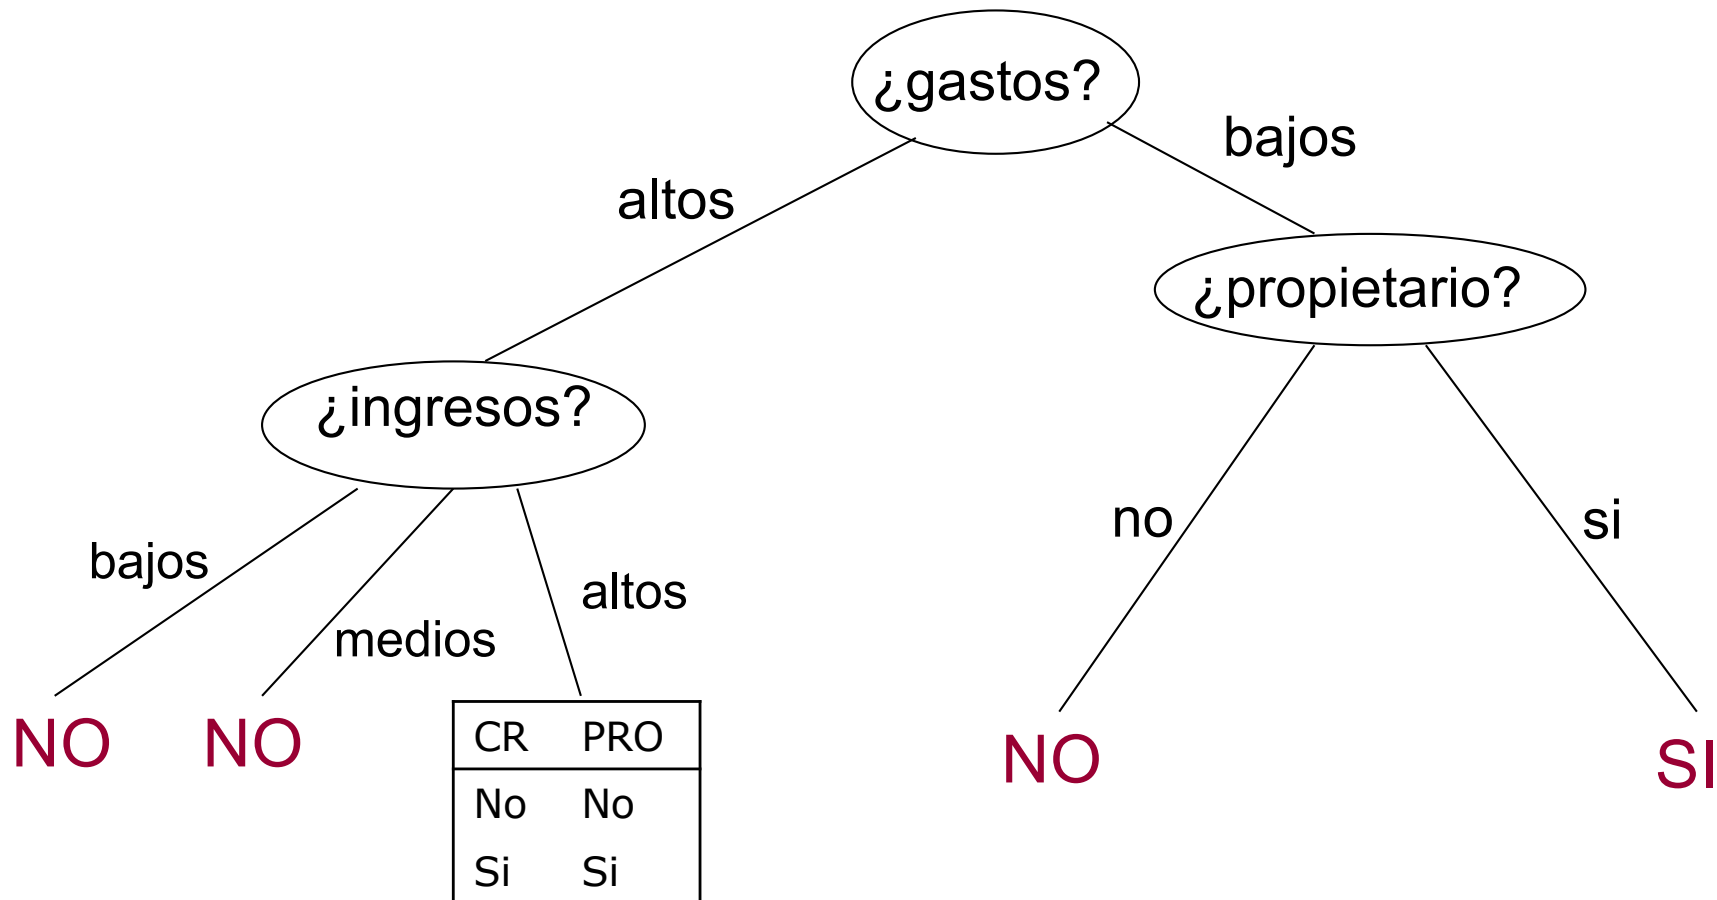 ¿gastos?
bajos
altos
¿propietario?
¿ingresos?
no
si
bajos
altos
medios
NO
NO
CR PRO
No No
Si Si
NO
SI